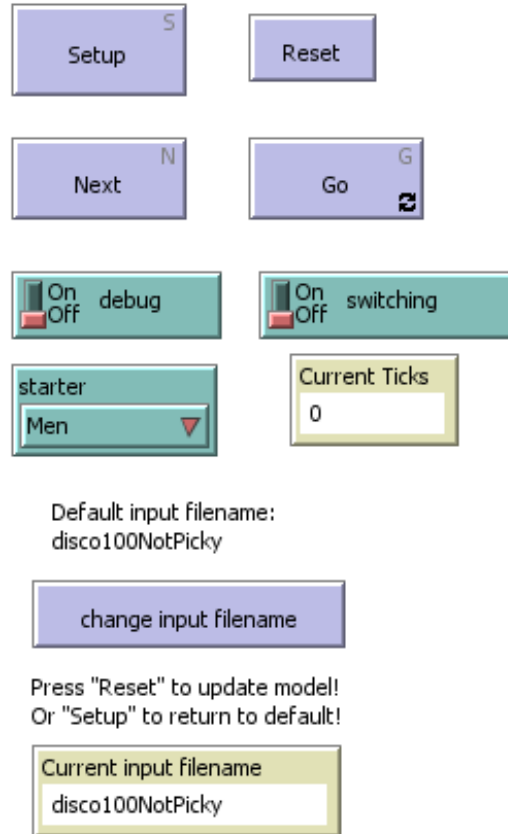 S
Setup
Reset
N
Next
G
Go
On
Off
debug
On
Off
switching
starter
Men
Current Ticks
0
Default input filename:
disco100NotPicky
change input filename
Press "Reset" to update model!
Or "Setup" to return to default!
Current input filename
disco100NotPicky